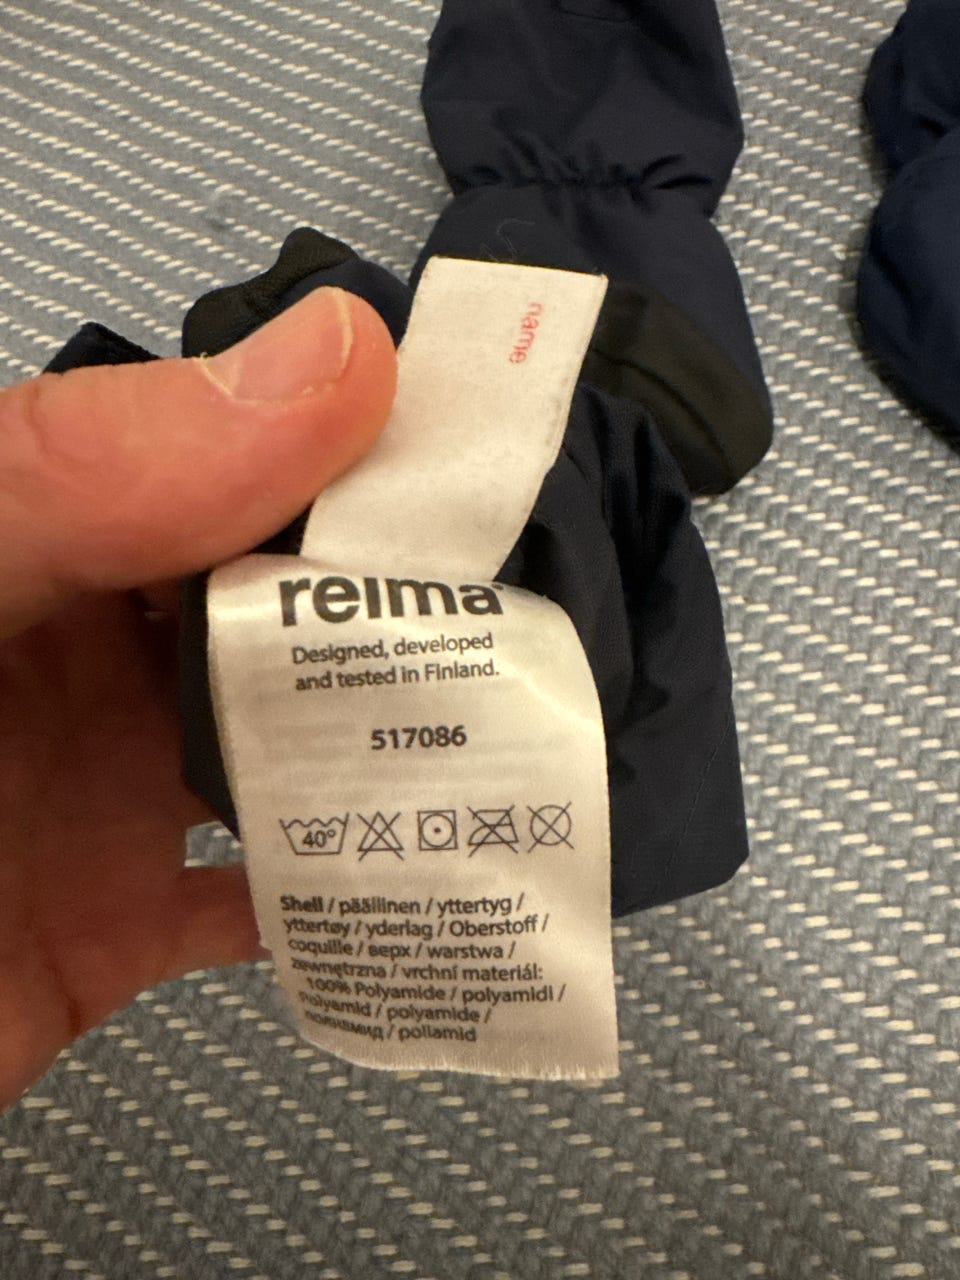 name
reima
Designed, developed
and tested in Finland.
517086
40°
Shell / päällinen / yttertyg /
yttertøy / yderlag / Oberstoff /
coquille / верх / warstwa /
zewnętrzna / vrchní materiál:
100% Polyamide / polyamidi /
Polyamid / polyamide /
полиамид / poliamid